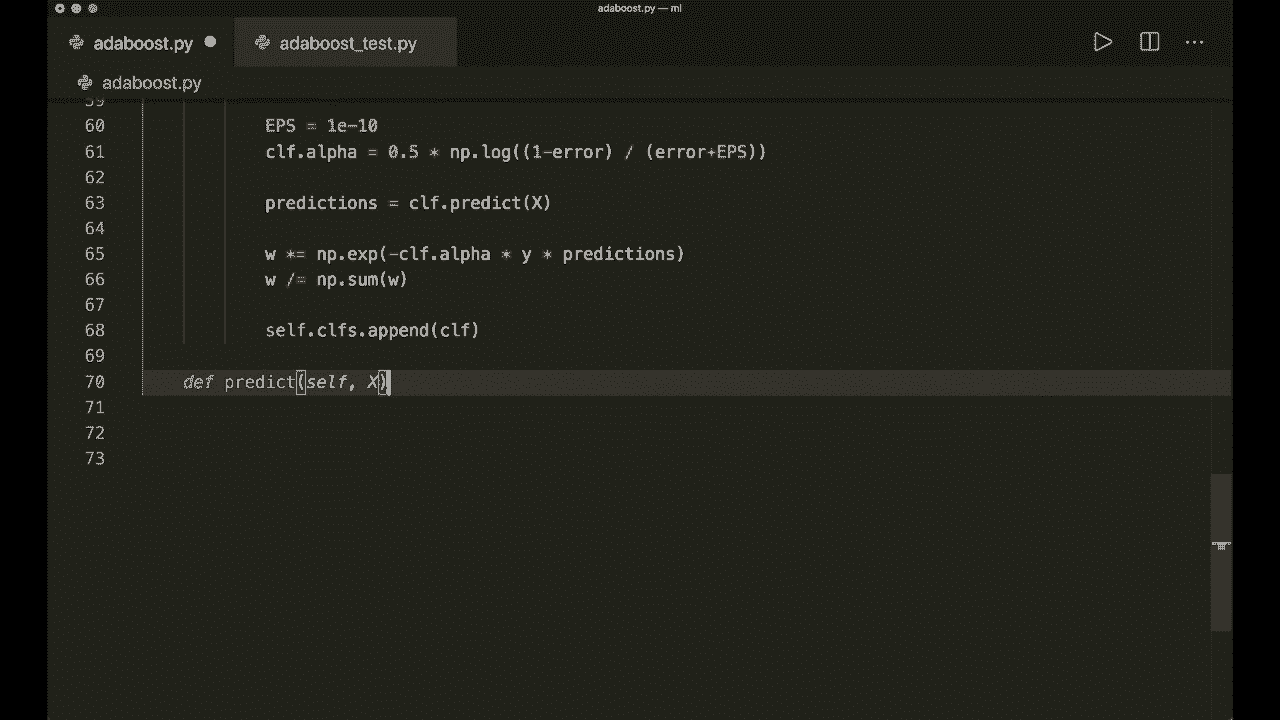 adaboost.py — ml
adaboost.py adaboost_test.py
adaboost.py
59
60 EPS = 1e-10
61 clf.alpha = 0.5 * np.log((1-error) / (error+EPS))
62
63 predictions = clf.predict(X)
64
65 w *= np.exp(-clf.alpha * y * predictions)
66 w /= np.sum(w)
67
68 self.clfs.append(clf)
69
70 def predict(self, X)
71
72
73